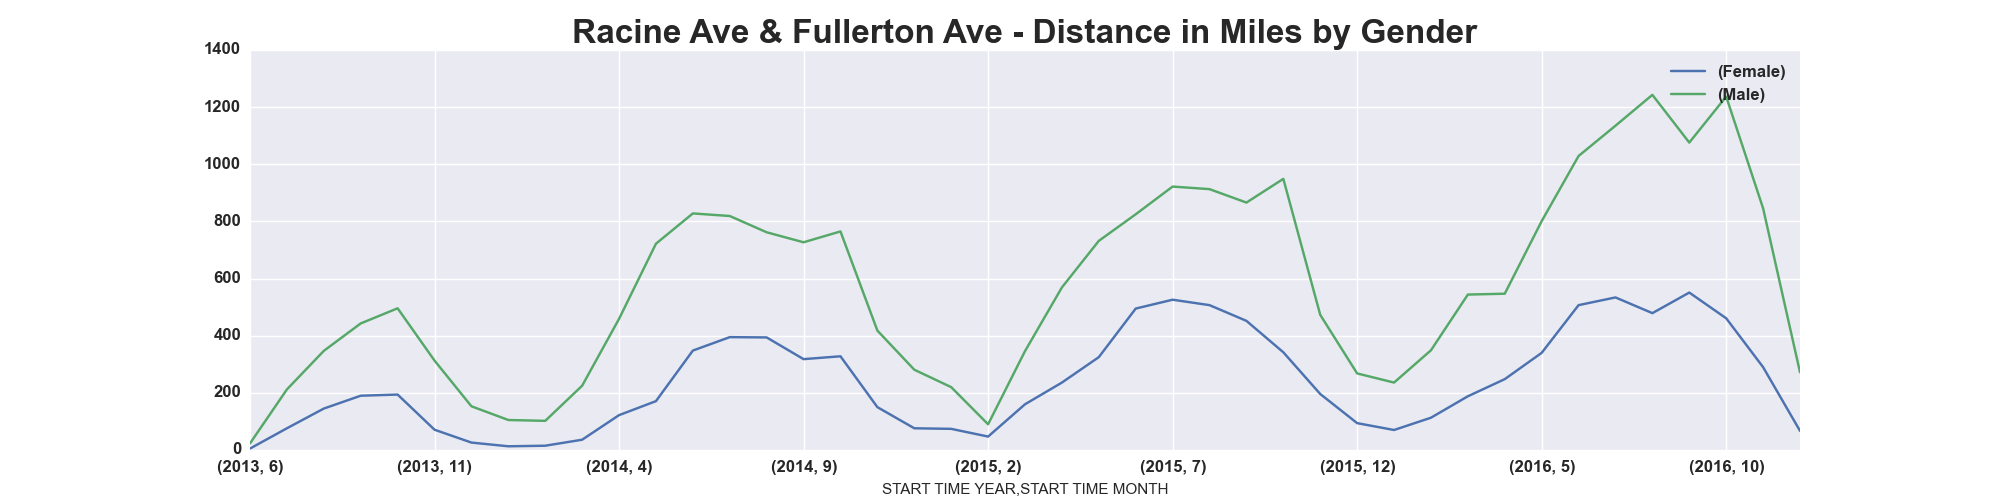 Racine Ave & Fullerton Ave - Distance in Miles by Gender
1400
1200
1000
800
600
400
200
0
(Female)
(Male)
(2013, 6) (2013, 11) (2014, 4) (2014, 9) (2015, 2) (2015, 7) (2015, 12) (2016, 5) (2016, 10)
START TIME YEAR,START TIME MONTH